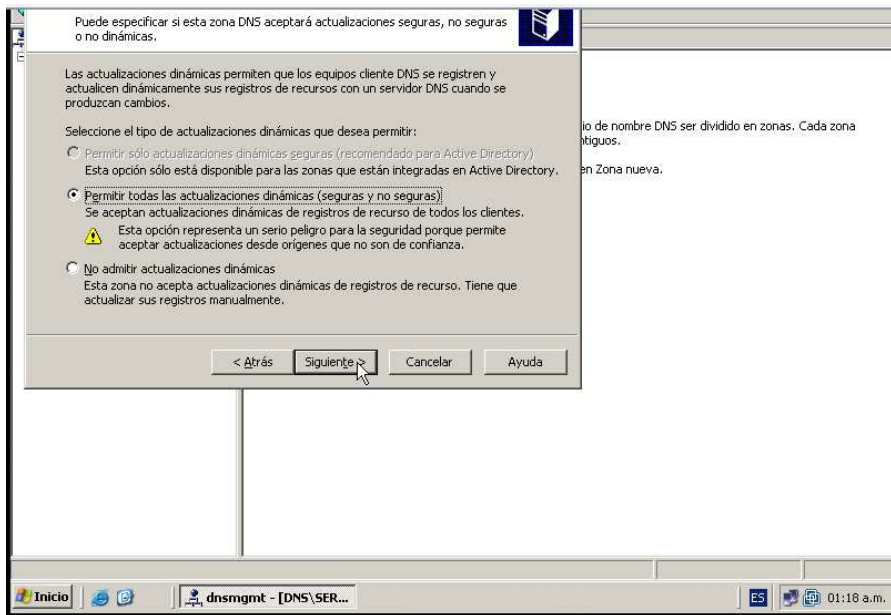 Puede especificar si esta zona DNS aceptará actualizaciones seguras, no seguras
o no dinámicas.
Las actualizaciones dinámicas permiten que los equipos cliente DNS se registren y
actualicen dinámicamente sus registros de recursos con un servidor DNS cuando se
produzcan cambios.
Seleccione el tipo de actualizaciones dinámicas que desea permitir:
Permitir sólo actualizaciones dinámicas seguras (recomendado para Active Directory)
Esta opción sólo está disponible para las zonas que están integradas en Active Directory.
Permitir todas las actualizaciones dinámicas (seguras y no seguras)
Se aceptan actualizaciones dinámicas de registros de recurso de todos los clientes.
Esta opción representa un serio peligro para la seguridad porque permite
aceptar actualizaciones desde orígenes que no son de confianza.
No admitir actualizaciones dinámicas
Esta zona no acepta actualizaciones dinámicas de registros de recurso. Tiene que
actualizar sus registros manualmente.
< Atrás Siguiente > Cancelar Ayuda
io de nombre DNS ser dividido en zonas. Cada zona
ntiguos.
en Zona nueva.
Inicio dnsmgmt - [DNS\SER... ES 01:18 a.m.